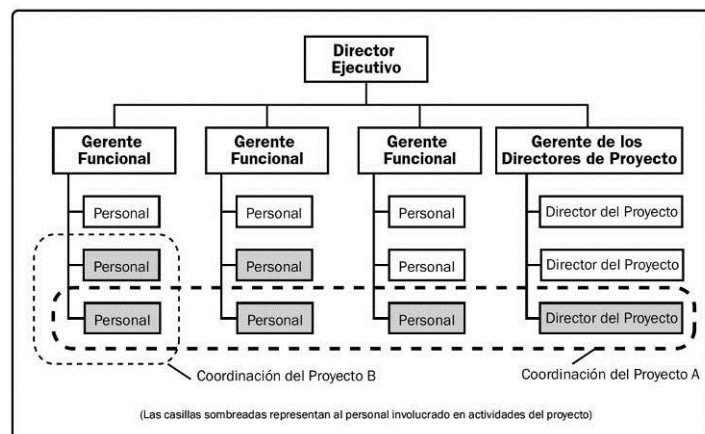 Director
Ejecutivo
Gerente
Funcional
Gerente
Funcional
Gerente
Funcional
Gerente de los
Directores de Proyecto
Personal
Personal
Personal
Director del Proyecto
Personal
Personal
Personal
Director del Proyecto
Personal
Personal
Personal
Director del Proyecto
Coordinación del Proyecto B
Coordinación del Proyecto A
(Las casillas sombreadas representan al personal involucrado en actividades del proyecto)